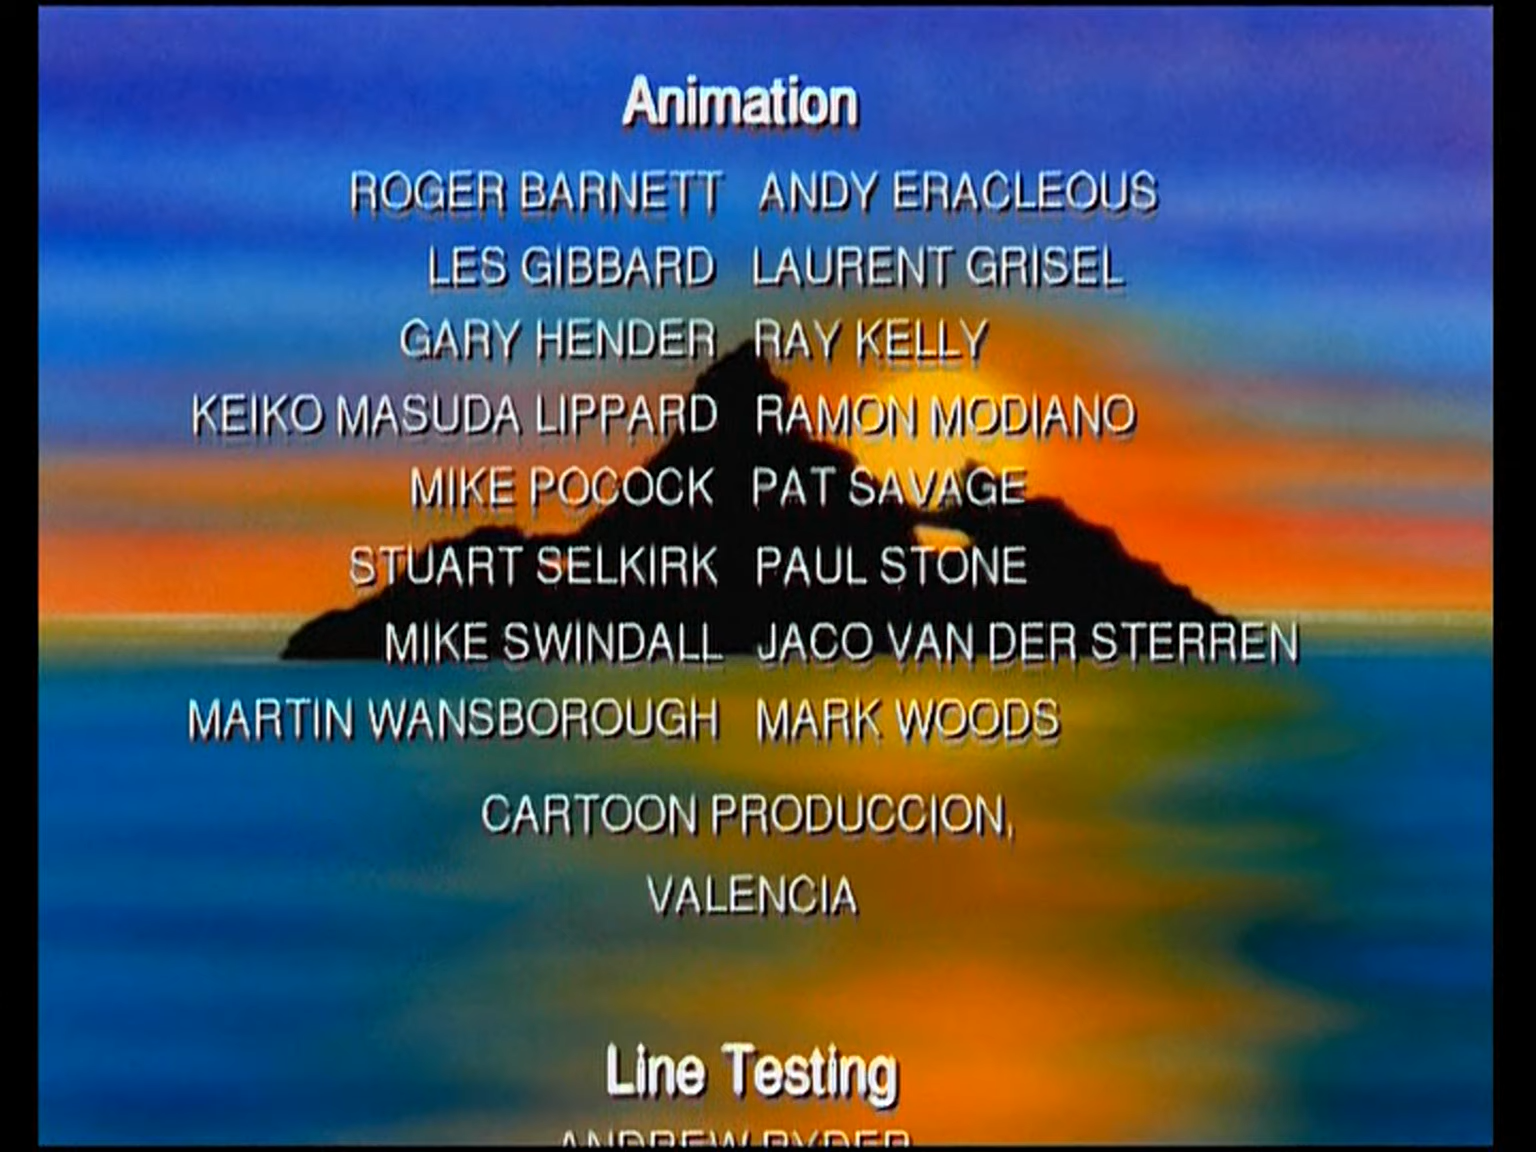 Animation
ROGER BARNETT ANDY ERACLEOUS
LES GIBBARD LAURENT GRISEL
GARY HENDER RAY KELLY
KEIKO MASUDA LIPPARD RAMON MODIANO
MIKE POCOCK PAT SAVAGE
STUART SELKIRK PAUL STONE
MIKE SWINDALL JACO VAN DER STERREN
MARTIN WANSBOROUGH MARK WOODS
CARTOON PRODUCCION,
VALENCIA
Line Testing
ANDREW RYDER